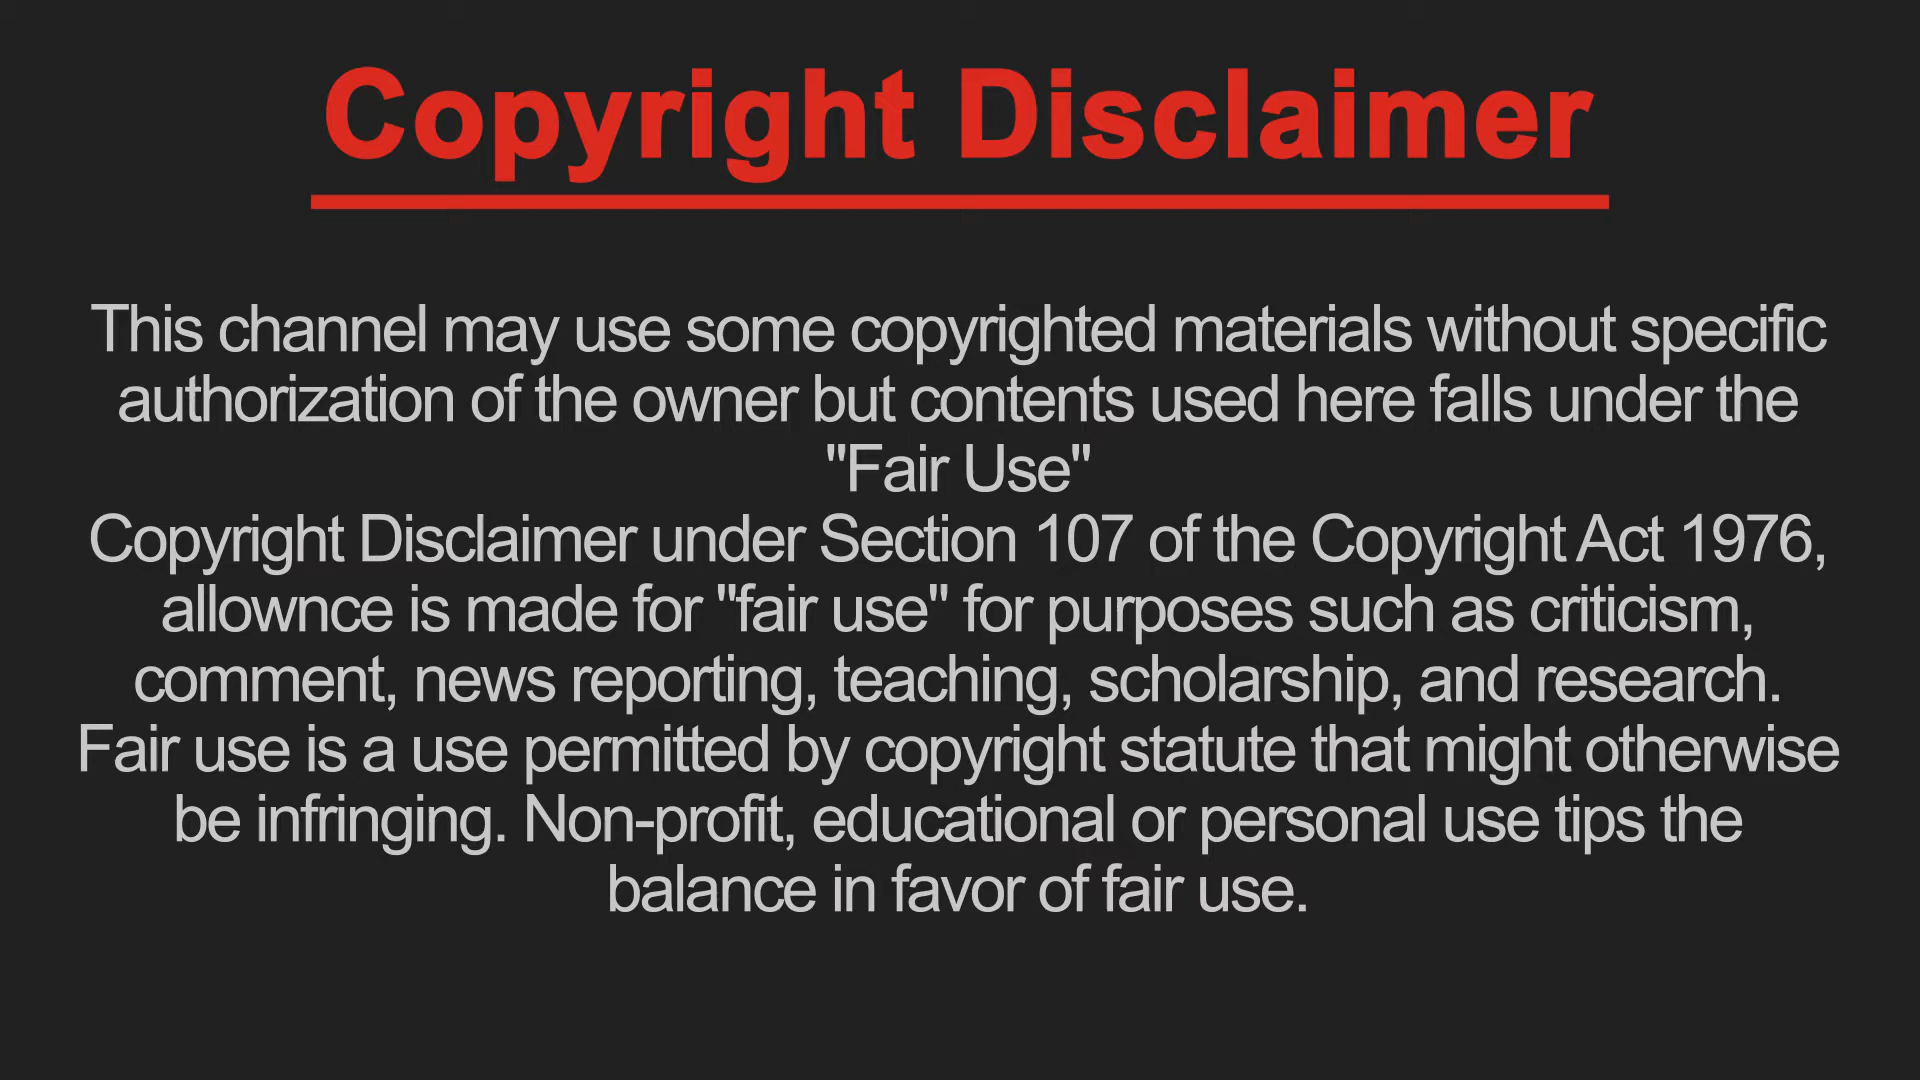 Copyright Disclaimer
This channel may use some copyrighted materials without specific
authorization of the owner but contents used here falls under the
"Fair Use"
Copyright Disclaimer under Section 107 of the Copyright Act 1976,
allownce is made for "fair use" for purposes such as criticism,
comment, news reporting, teaching, scholarship, and research.
Fair use is a use permitted by copyright statute that might otherwise
be infringing. Non-profit, educational or personal use tips the
balance in favor of fair use.